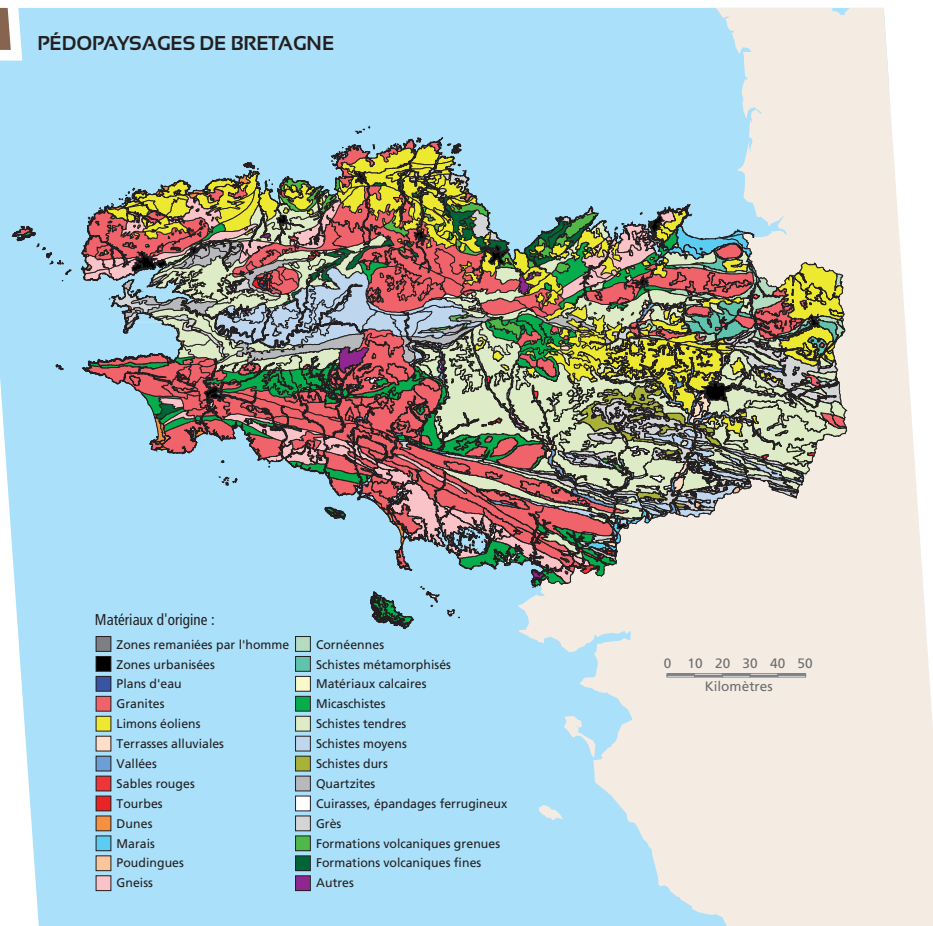 PÉDOPAYSAGES DE BRETAGNE
Matériaux d'origine :
Zones remaniées par l'homme
Zones urbanisées
Plans d'eau
Granites
Limons éoliens
Terrasses alluviales
Vallées
Sables rouges
Tourbes
Dunes
Marais
Poudingues
Gneiss
Cornéennes
Schistes métamorphisés
Matériaux calcaires
Micaschistes
Schistes tendres
Schistes moyens
Schistes durs
Quartzites
Cuirasses, épandages ferrugineux
Grès
Formations volcaniques grenues
Formations volcaniques fines
Autres
0 10 20 30 40 50
Kilomètres